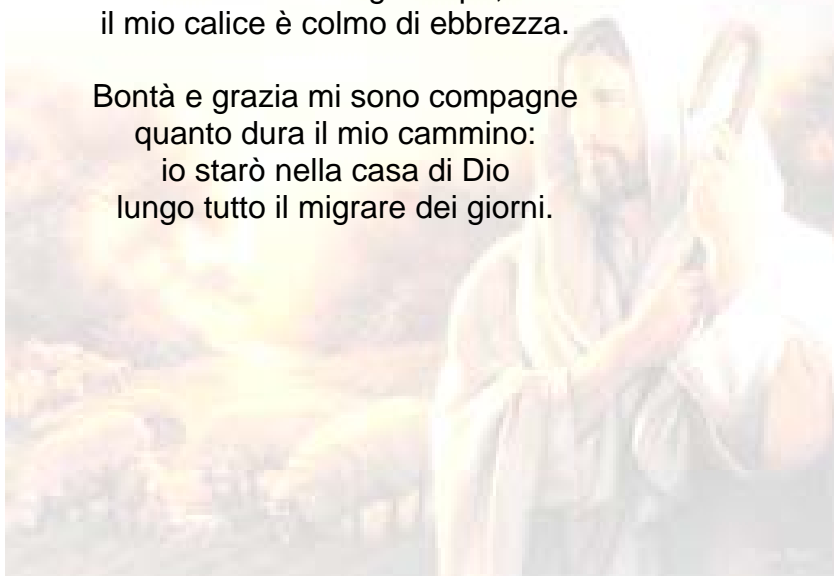 il mio calice è colmo di ebbrezza.
Bontà e grazia mi sono compagne
quanto dura il mio cammino:
io starò nella casa di Dio
lungo tutto il migrare dei giorni.